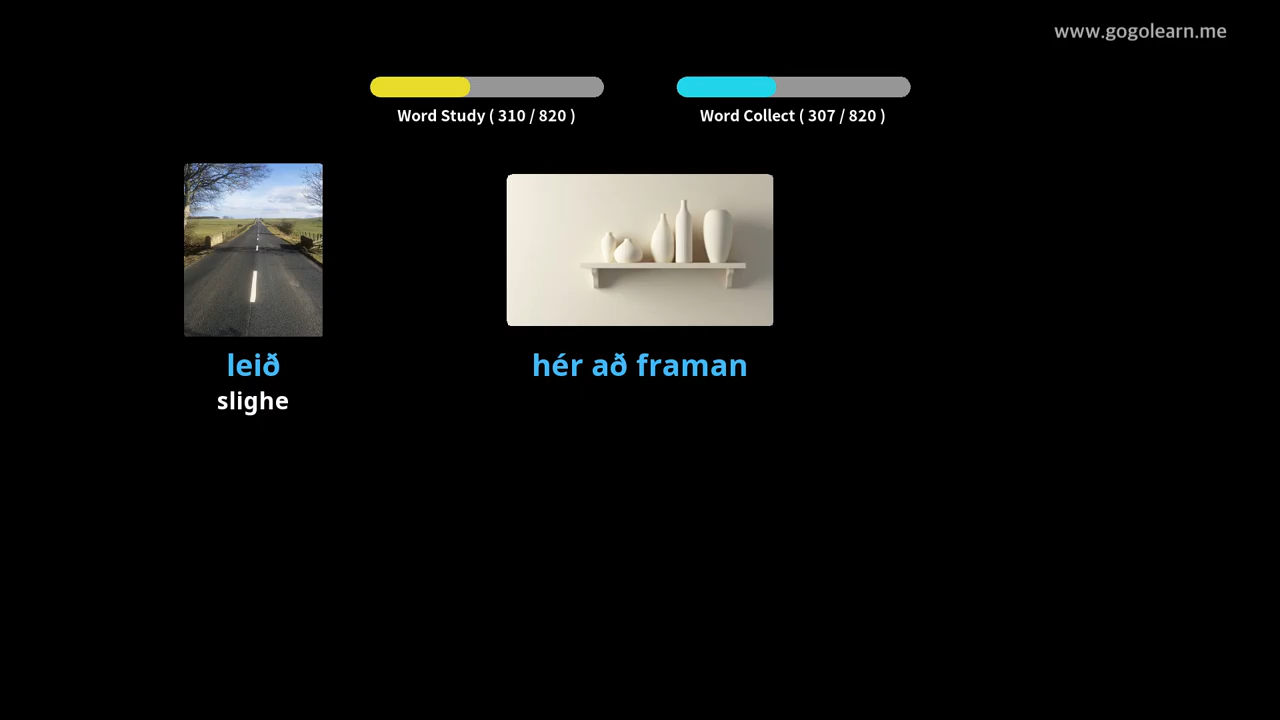 www.gogolearn.me
Word Study ( 310 / 820 )
Word Collect ( 307 / 820 )
leið
slighe
hér að framan